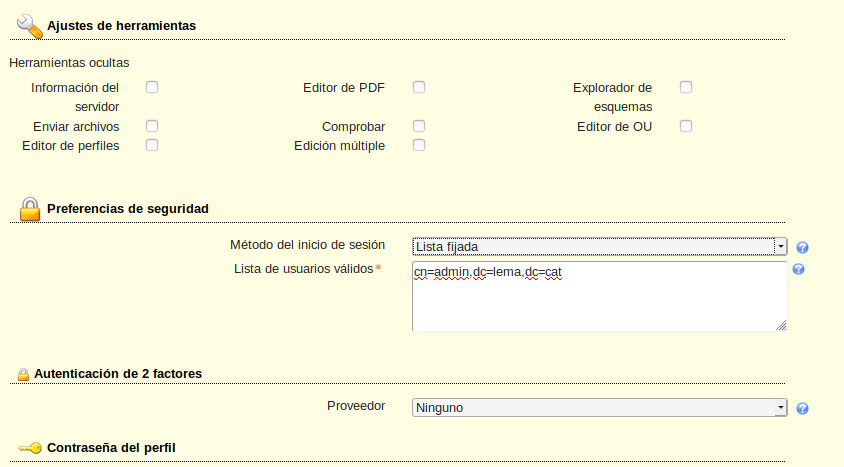 Ajustes de herramientas
Herramientas ocultas
Información del servidor
Editor de PDF
Explorador de esquemas
Enviar archivos
Comprobar
Editor de OU
Editor de perfiles
Edición múltiple
Preferencias de seguridad
Método del inicio de sesión
Lista fijada
Lista de usuarios válidos*
cn=admin,dc=lema,dc=cat
Autenticación de 2 factores
Proveedor
Ninguno
Contraseña del perfil